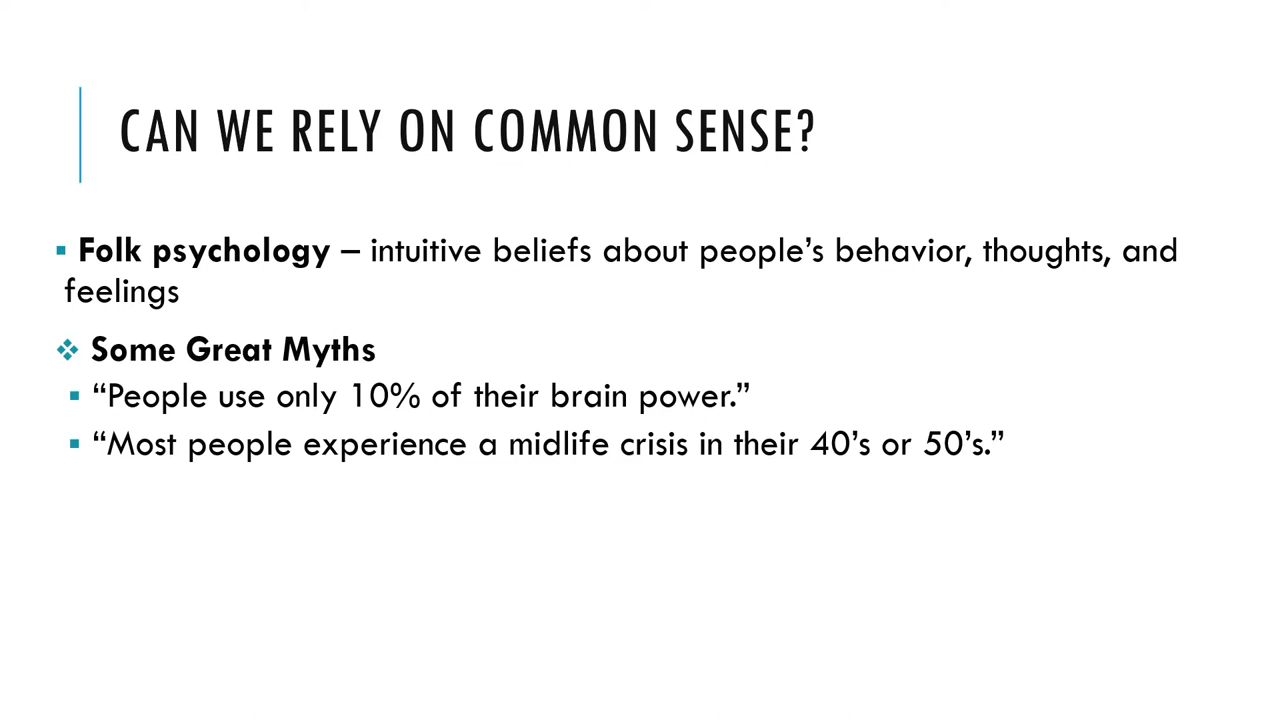 CAN WE RELY ON COMMON SENSE?
▪ Folk psychology – intuitive beliefs about people’s behavior, thoughts, and
feelings
❖ Some Great Myths
▪ “People use only 10% of their brain power.”
▪ “Most people experience a midlife crisis in their 40’s or 50’s.”